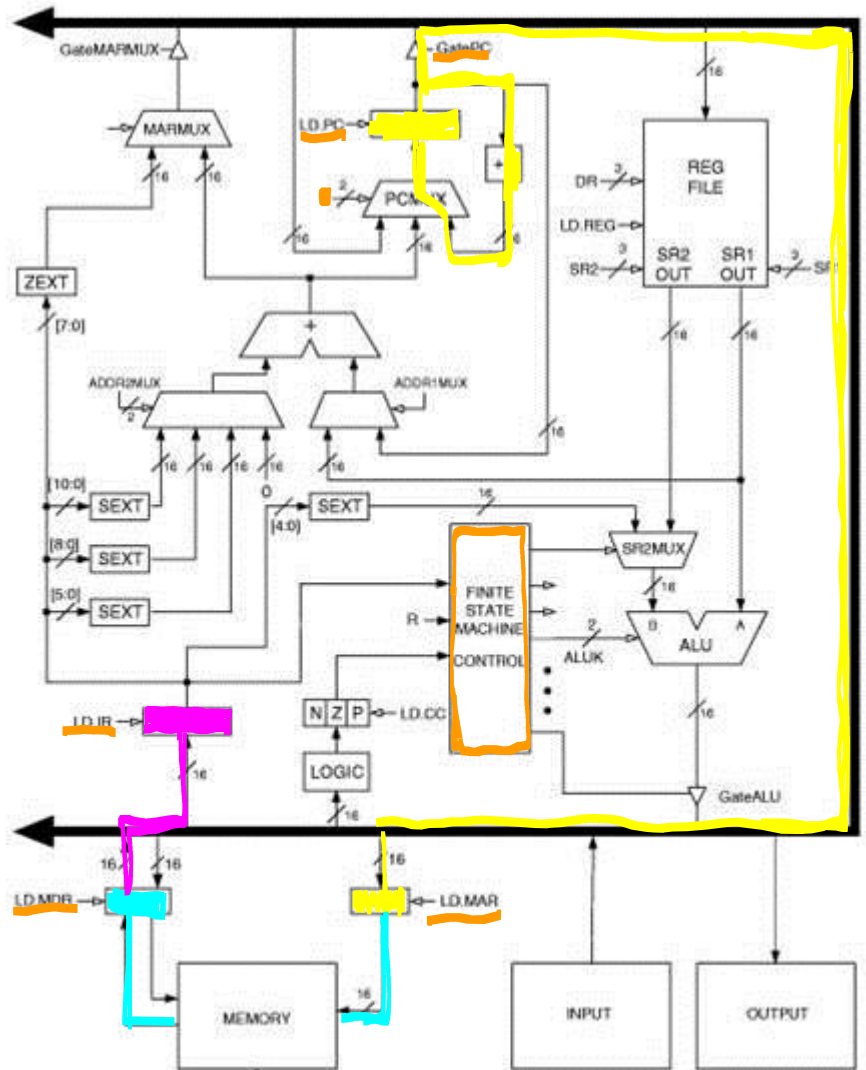 GateMARMUX
GatePC
16
LD.PC
MARMUX
REG
FILE
16
16
2
PCMUX
+
3
DR
LD.REG
16
16
16
3
SR2
SR2
OUT
SR1
OUT
3
ZEXT
[7:0]
+
16
16
ADDR2MUX
2
ADDR1MUX
16
16
16
16
16
16
16
[10:0]
SEXT
0
[4:0]
SEXT
16
[8:0]
SEXT
SR2MUX
[5:0]
SEXT
FINITE
STATE
MACHINE
CONTROL
R
16
2
ALUK
B
A
ALU
LD.IR
N Z P
LD.CC
16
16
LOGIC
GateALU
16
16
16
16
LD.MDR
LD.MAR
16
MEMORY
INPUT
OUTPUT